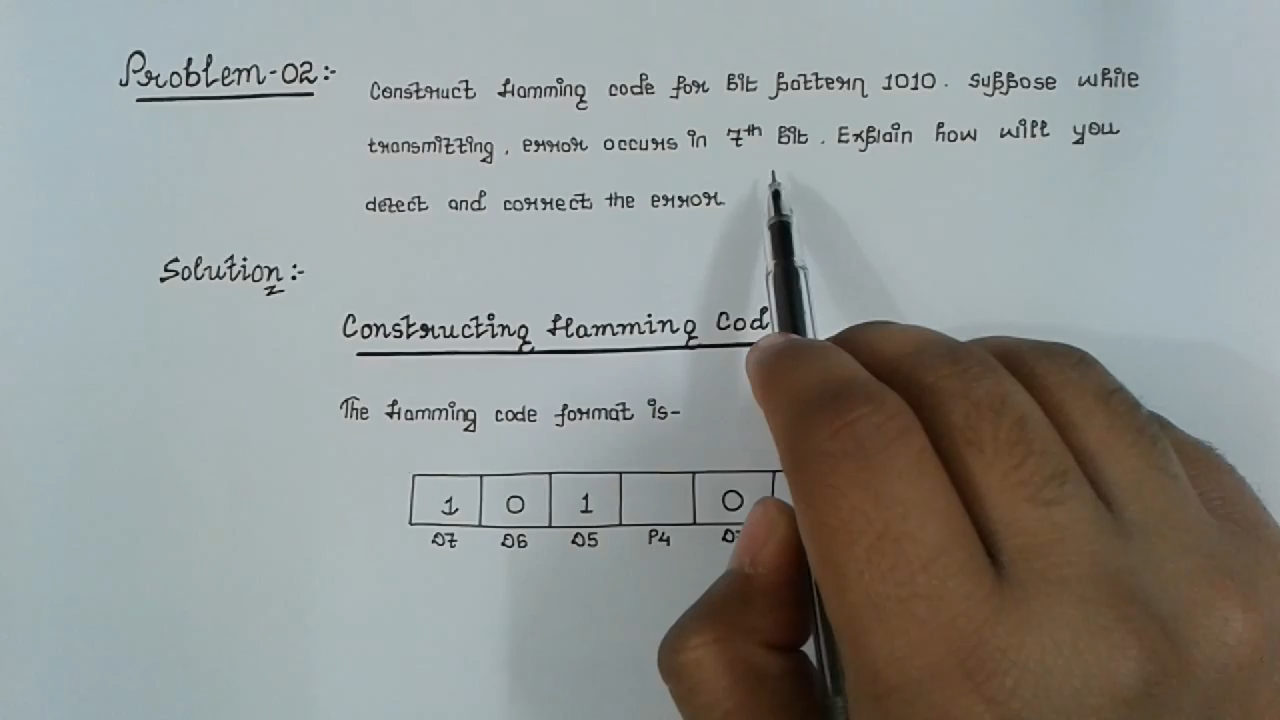 Problem-02:-
Construct Hamming code for Bit pattern 1010. Suppose while
transmitting, error occurs in 7th Bit. Explain how will you
detect and correct the error.
Solution:-
Constructing Hamming Cod
The Hamming code format is-
1 0 1 0
D7 D6 D5 P4